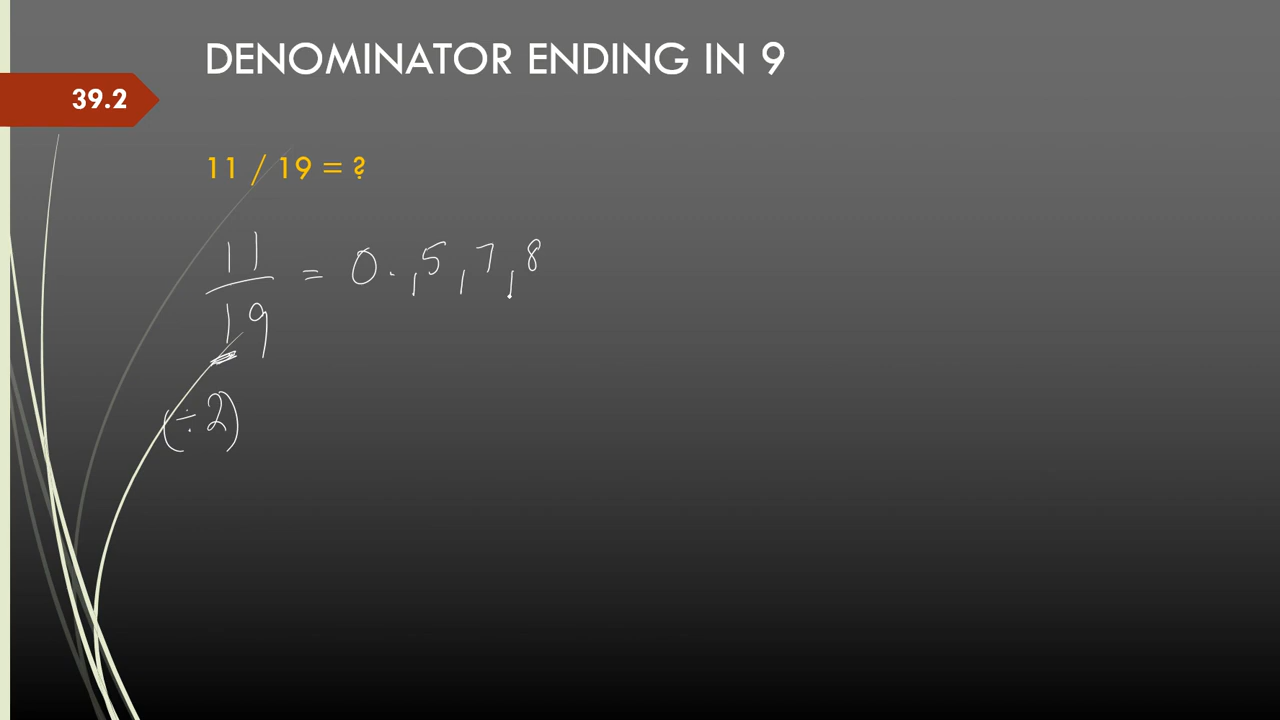 DENOMINATOR ENDING IN 9
39.2
11 / 19 = ?
11/19 = 0.,5,7,8
(÷2)